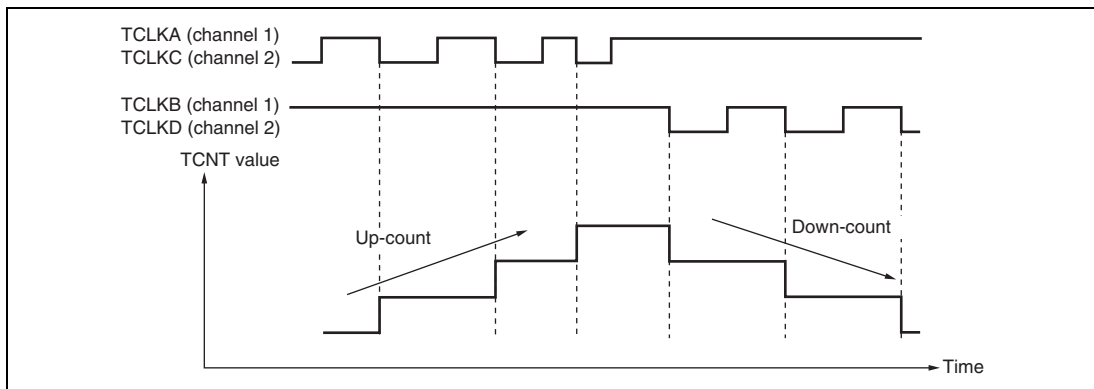 TCLKA (channel 1)
TCLKC (channel 2)
TCLKB (channel 1)
TCLKD (channel 2)
TCNT value
Up-count
Down-count
Time